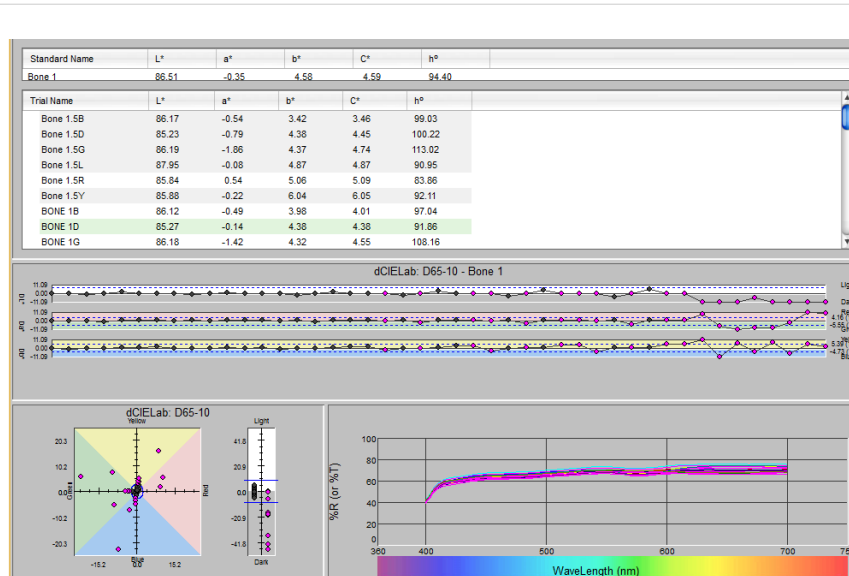 Standard Name L* a* b* C* hº
Bone 1 86.51 -0.35 4.58 4.59 94.40
Trial Name L* a* b* C* hº
Bone 1.5B 86.17 -0.54 3.42 3.46 99.03
Bone 1.5D 85.23 -0.79 4.38 4.45 100.22
Bone 1.5G 86.19 -1.86 4.37 4.74 113.02
Bone 1.5L 87.95 -0.08 4.87 4.87 90.95
Bone 1.5R 85.84 0.54 5.06 5.09 83.86
Bone 1.5Y 85.88 -0.22 6.04 6.05 92.11
BONE 1B 86.12 -0.49 3.98 4.01 97.04
BONE 1D 85.27 -0.14 4.38 4.38 91.86
BONE 1G 86.18 -1.42 4.32 4.55 108.16
dCIELab: D65-10 - Bone 1
11.09
0.00
-11.09
11.09
0.00
-11.09
11.09
0.00
-11.09
dCIELab: D65-10
Yellow Light
20.3 41.8
10.2 20.9
0.0 Green Red 0.0
-10.2 -20.9
-20.3 -41.8
Blue Dark
-15.2 0.0 15.2
%R (or %T)
100
80
60
40
20
0
360 400 500 600 700
WaveLength (nm)